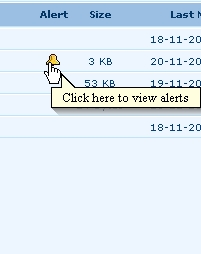 Alert Size Last
18-11-20
3 KB 20-11-20
53 KB 19-11-20
Click here to view alerts
18-11-20